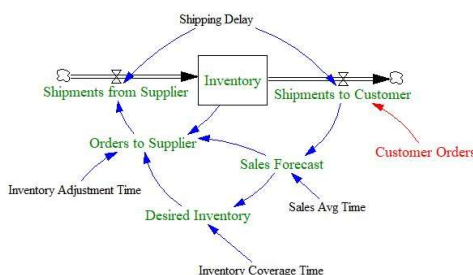 Shipping Delay
Inventory
Shipments from Supplier
Shipments to Customer
Orders to Supplier
Customer Orders
Sales Forecast
Inventory Adjustment Time
Sales Avg Time
Desired Inventory
Inventory Coverage Time